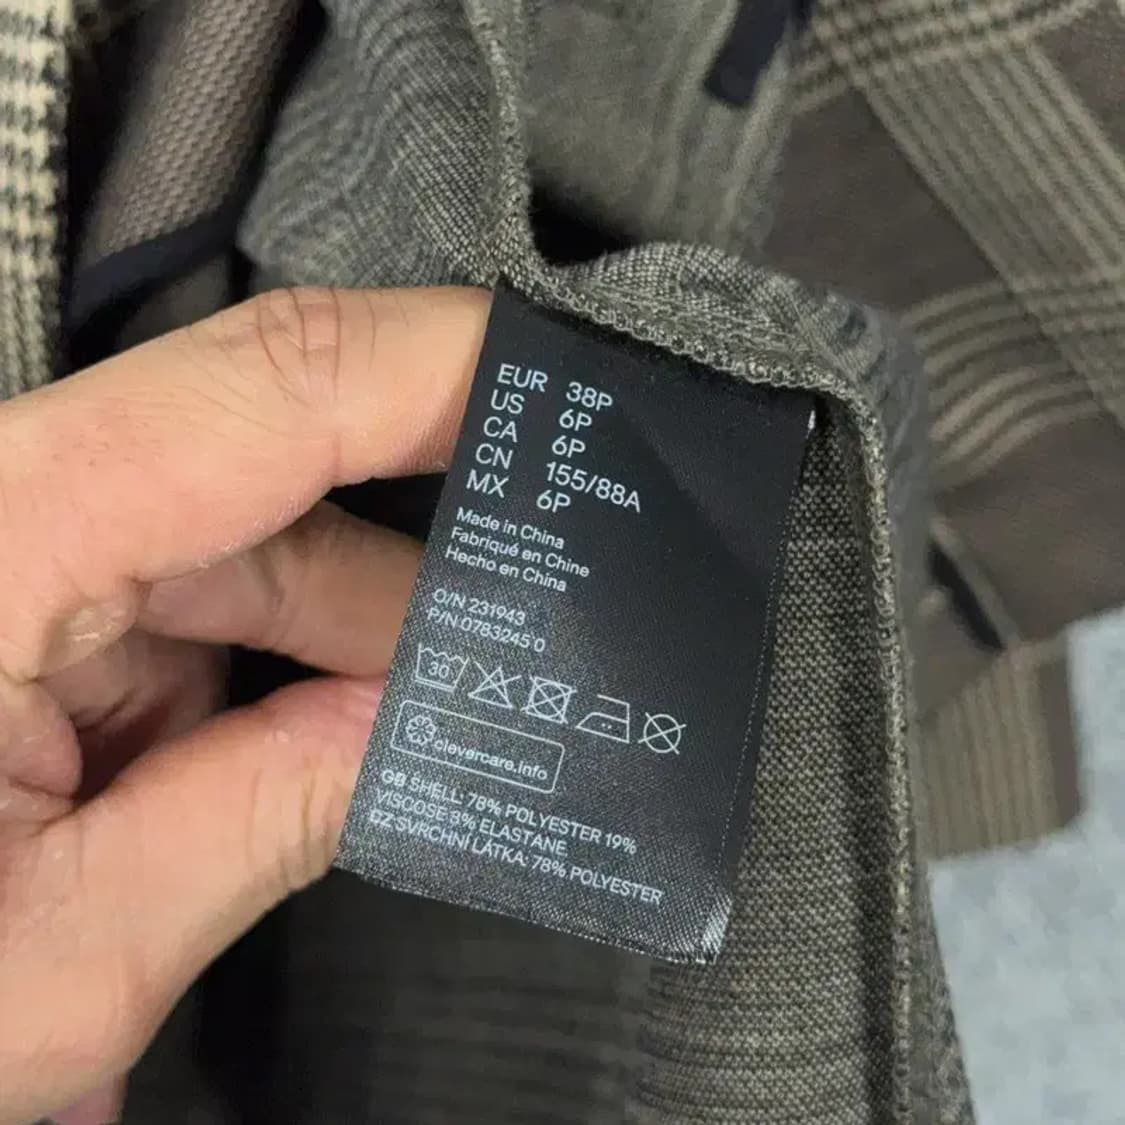 EUR 38P
US 6P
CA 6P
CN 155/88A
MX 6P
Made in China
Fabriqué en Chine
Hecho en China
O/N 231943
P/N 0783245 0
30
clevercare.info
GB SHELL: 78% POLYESTER 19%
VISCOSE 3% ELASTANE
CZ SVRCHNÍ LÁTKA: 78% POLYESTER